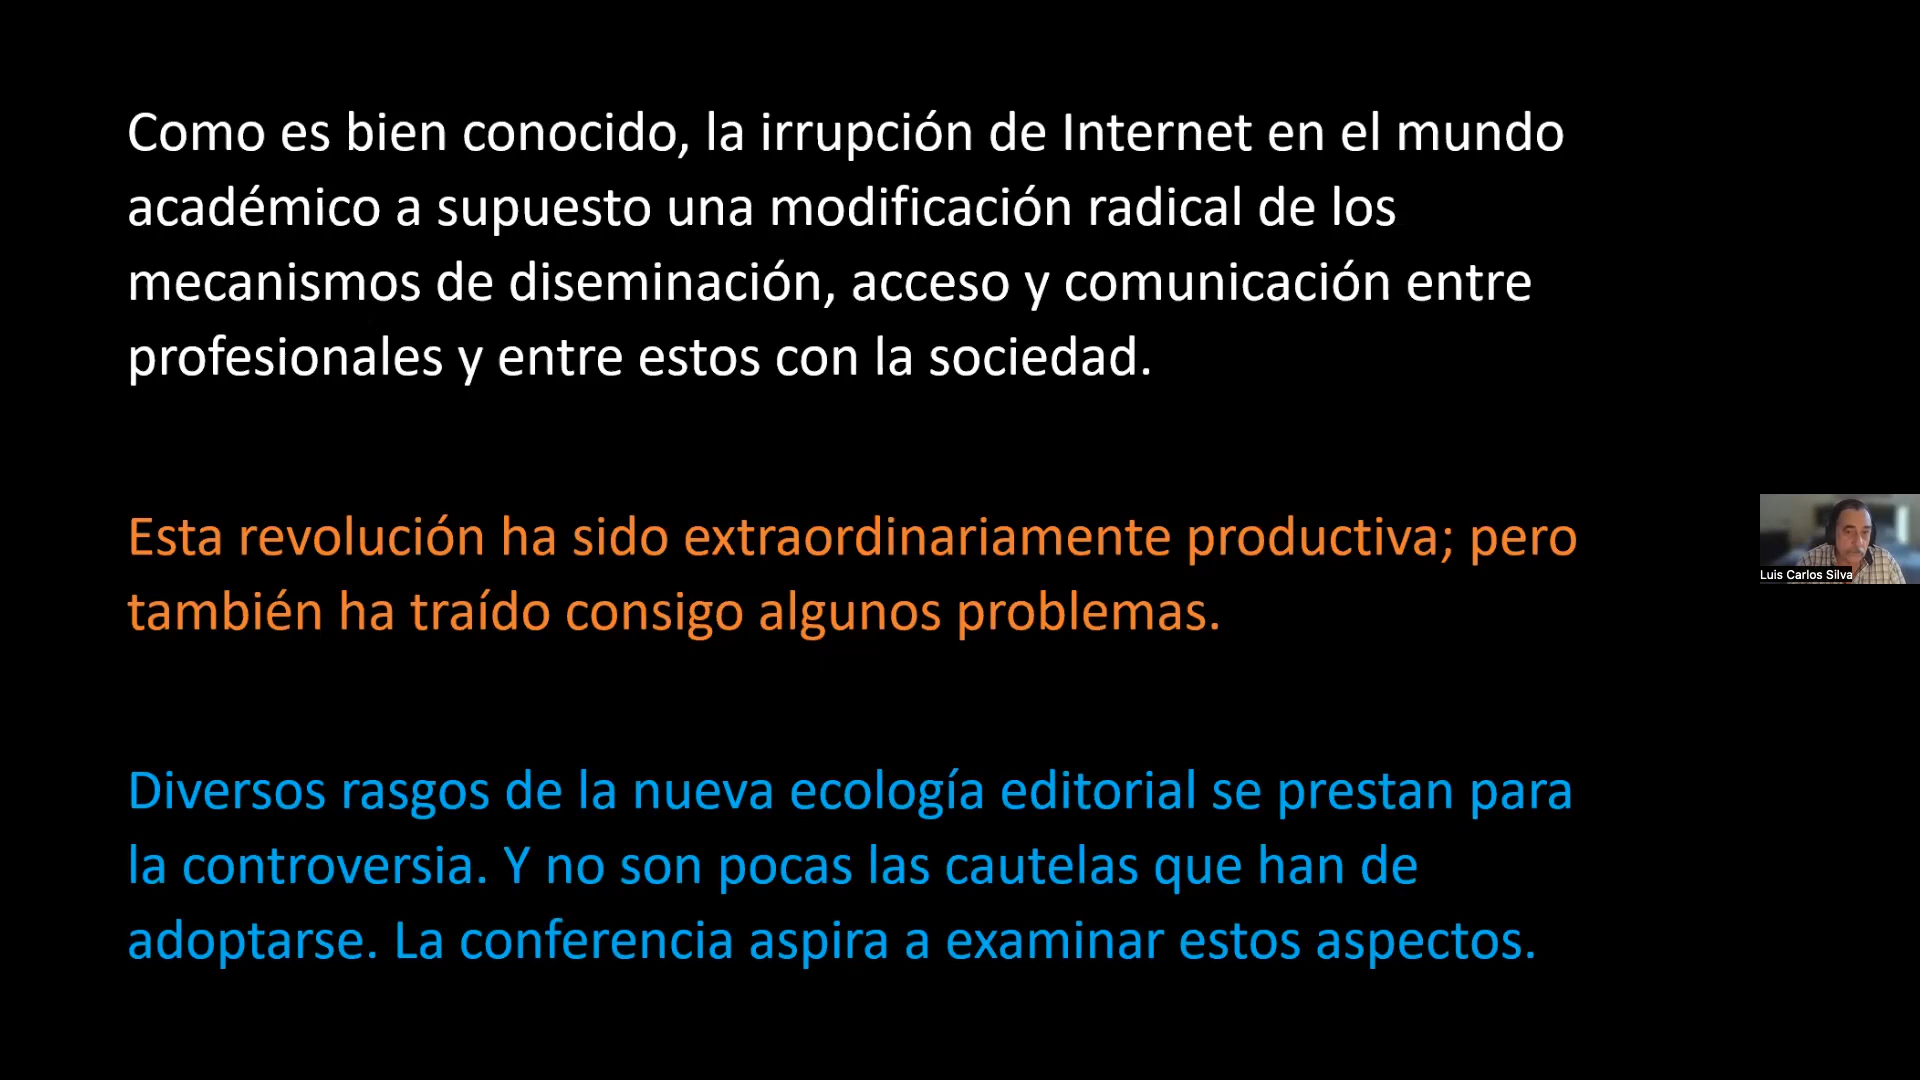 Como es bien conocido, la irrupción de Internet en el mundo
académico a supuesto una modificación radical de los
mecanismos de diseminación, acceso y comunicación entre
profesionales y entre estos con la sociedad.
Esta revolución ha sido extraordinariamente productiva; pero
también ha traído consigo algunos problemas.
Luis Carlos Silva
Diversos rasgos de la nueva ecología editorial se prestan para
la controversia. Y no son pocas las cautelas que han de
adoptarse. La conferencia aspira a examinar estos aspectos.